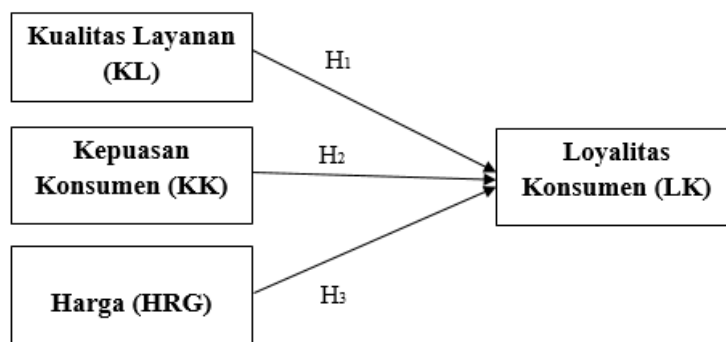 Kualitas Layanan
(KL)
H1
Kepuasan
Konsumen (KK)
H2
Loyalitas
Konsumen (LK)
Harga (HRG)
H3